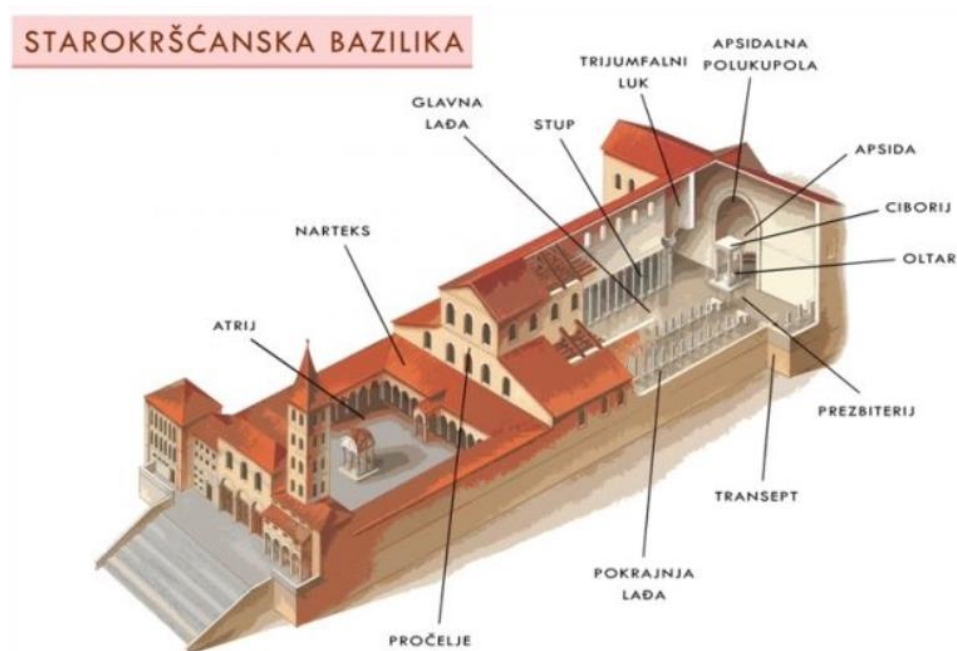 STAROKRŠĆANSKA BAZILIKA
APSIDALNA
POLUKUPOLA
TRIJUMFALNI
LUK
GLAVNA
LAĐA
STUP
APSIDA
CIBORIJ
NARTEKS
OLTAR
ATRIJ
PREZBITERIJ
TRANSEPT
POKRAJNJA
LAĐA
PROČELJE